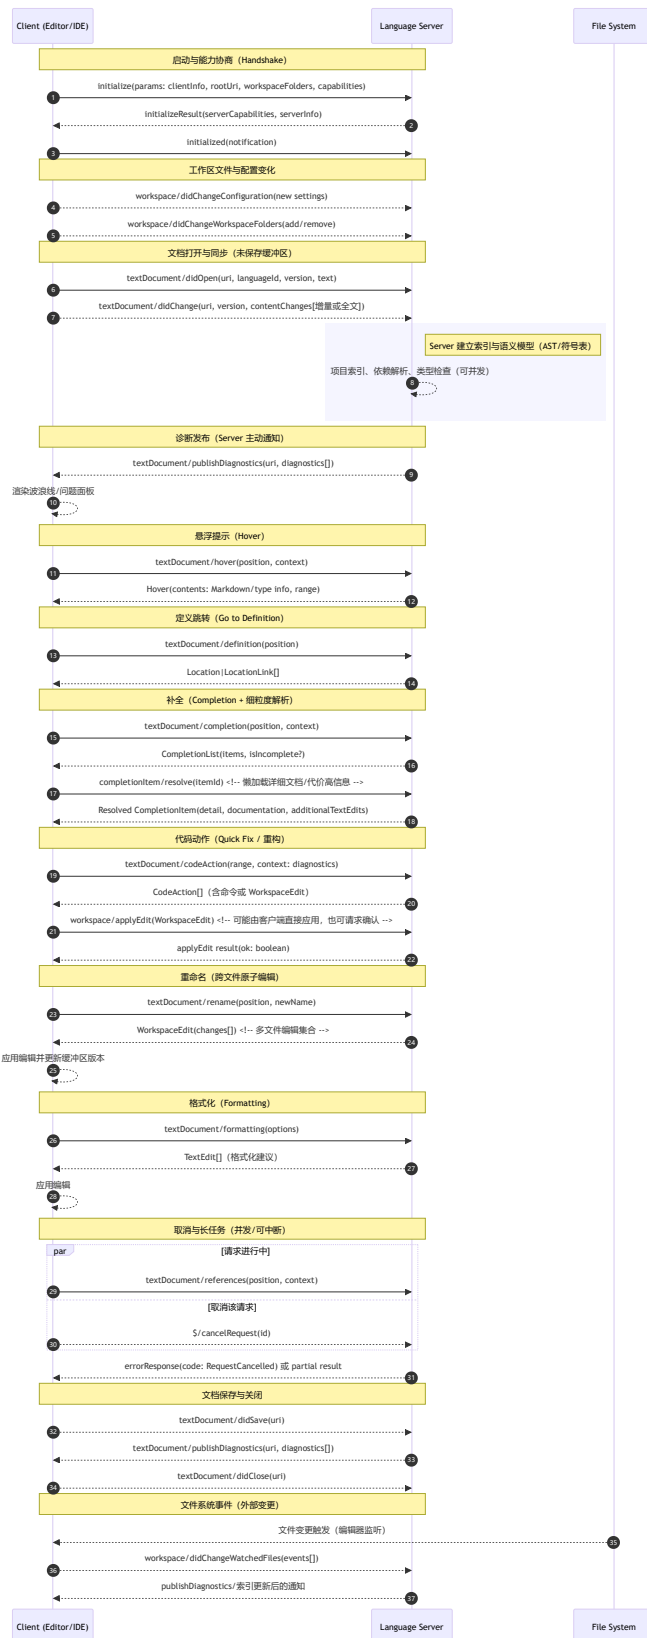 Client (Editor/IDE)
Language Server
File System
启动与能力协商（Handshake）
initialize(params: clientInfo, rootUri, workspaceFolders, capabilities)
1
initializeResult(serverCapabilities, serverInfo)
2
initialized(notification)
3
工作区文件与配置变化
workspace/didChangeConfiguration(new settings)
4
workspace/didChangeWorkspaceFolders(add/remove)
5
文档打开与同步（未保存缓冲区）
textDocument/didOpen(uri, languageId, version, text)
6
textDocument/didChange(uri, version, contentChanges[增量或全文])
7
Server 建立索引与语义模型（AST/符号表）
项目索引、依赖解析、类型检查（可并发）
8
诊断发布（Server 主动通知）
textDocument/publishDiagnostics(uri, diagnostics[])
9
渲染波浪线/问题面板
10
悬浮提示（Hover）
textDocument/hover(position, context)
11
Hover(contents: Markdown/type info, range)
12
定义跳转（Go to Definition）
textDocument/definition(position)
13
Location|LocationLink[]
14
补全（Completion + 细粒度解析）
textDocument/completion(position, context)
15
CompletionList(items, isIncomplete?)
16
completionItem/resolve(itemId) <!-- 懒加载详细文档/代价高信息 -->
17
Resolved CompletionItem(detail, documentation, additionalTextEdits)
18
代码动作（Quick Fix / 重构）
textDocument/codeAction(range, context: diagnostics)
19
CodeAction[]（含命令或 WorkspaceEdit）
20
workspace/applyEdit(WorkspaceEdit) <!-- 可能由客户端直接应用，也可请求确认 -->
21
applyEdit result(ok: boolean)
22
重命名（跨文件原子编辑）
textDocument/rename(position, newName)
23
WorkspaceEdit(changes[]) <!-- 多文件编辑集合 -->
24
应用编辑并更新缓冲区版本
25
格式化（Formatting）
textDocument/formatting(options)
26
TextEdit[]（格式化建议）
27
应用编辑
28
取消与长任务（并发/可中断）
par
[请求进行中]
textDocument/references(position, context)
29
[取消该请求]
$/cancelRequest(id)
30
errorResponse(code: RequestCancelled) 或 partial result
31
文档保存与关闭
textDocument/didSave(uri)
32
textDocument/publishDiagnostics(uri, diagnostics[])
33
textDocument/didClose(uri)
34
文件系统事件（外部变更）
文件变更触发（编辑器监听）
35
workspace/didChangeWatchedFiles(events[])
36
publishDiagnostics/索引更新后的通知
37
Client (Editor/IDE)
Language Server
File System